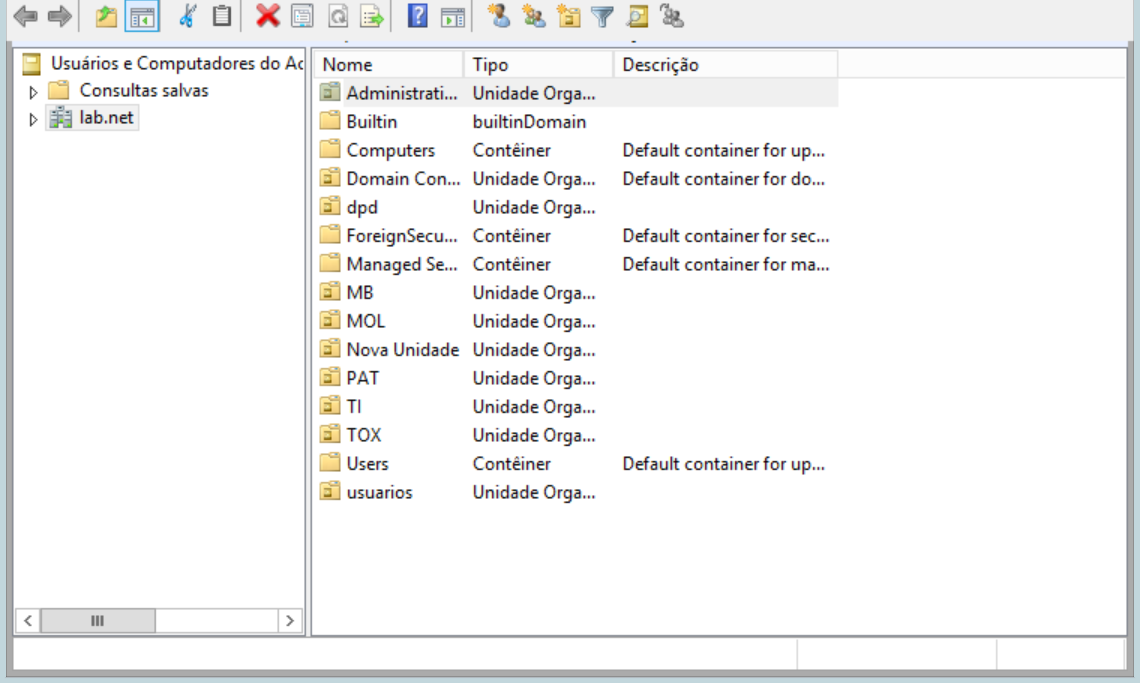 Usuários e Computadores do Ac
Consultas salvas
lab.net
Nome Tipo Descrição
Administrati... Unidade Orga...
Builtin builtinDomain
Computers Contêiner Default container for up...
Domain Con... Unidade Orga... Default container for do...
dpd Unidade Orga...
ForeignSecu... Contêiner Default container for sec...
Managed Se... Contêiner Default container for ma...
MB Unidade Orga...
MOL Unidade Orga...
Nova Unidade Unidade Orga...
PAT Unidade Orga...
TI Unidade Orga...
TOX Unidade Orga...
Users Contêiner Default container for up...
usuarios Unidade Orga...